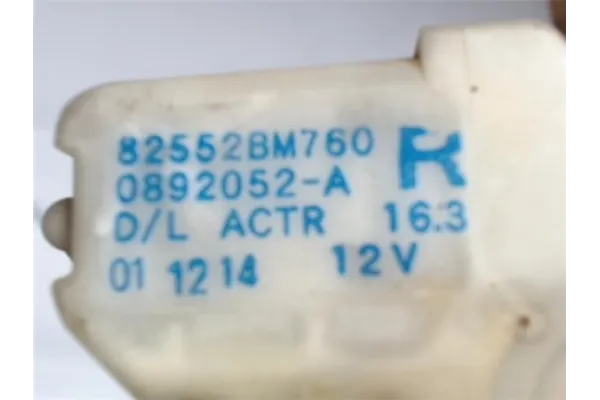 82552BM760 R
0892052-A
D/L ACTR 16.3
01 12 14 12V